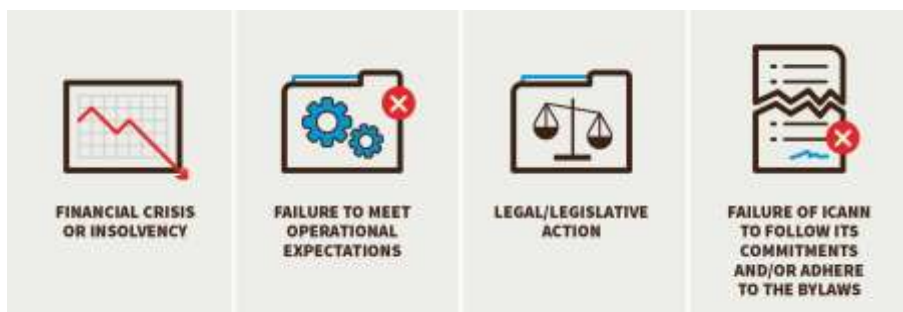 FINANCIAL CRISIS
OR INSOLVENCY
FAILURE TO MEET
OPERATIONAL
EXPECTATIONS
LEGAL/LEGISLATIVE
ACTION
FAILURE OF ICANN
TO FOLLOW ITS
COMMITMENTS
AND/OR ADHERE
TO THE BYLAWS